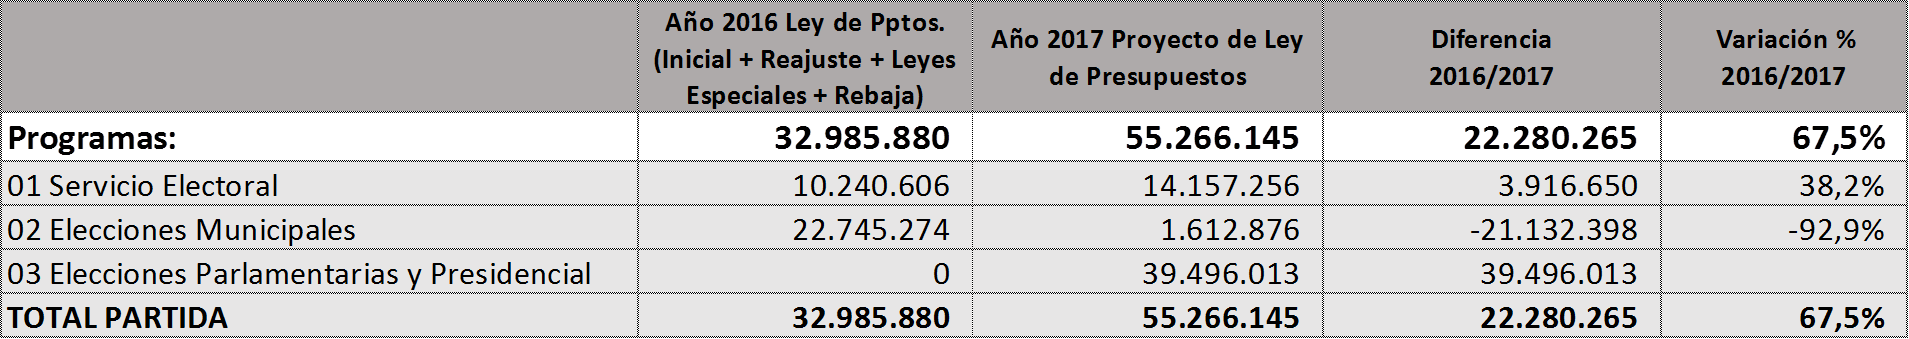 Año 2016 Ley de Pptos.
(Inicial + Reajuste + Leyes
Especiales + Rebaja)
Año 2017 Proyecto de Ley
de Presupuestos
Diferencia
2016/2017
Variación %
2016/2017
Programas: 32.985.880 55.266.145 22.280.265 67,5%
01 Servicio Electoral 10.240.606 14.157.256 3.916.650 38,2%
02 Elecciones Municipales 22.745.274 1.612.876 -21.132.398 -92,9%
03 Elecciones Parlamentarias y Presidencial 0 39.496.013 39.496.013
TOTAL PARTIDA 32.985.880 55.266.145 22.280.265 67,5%